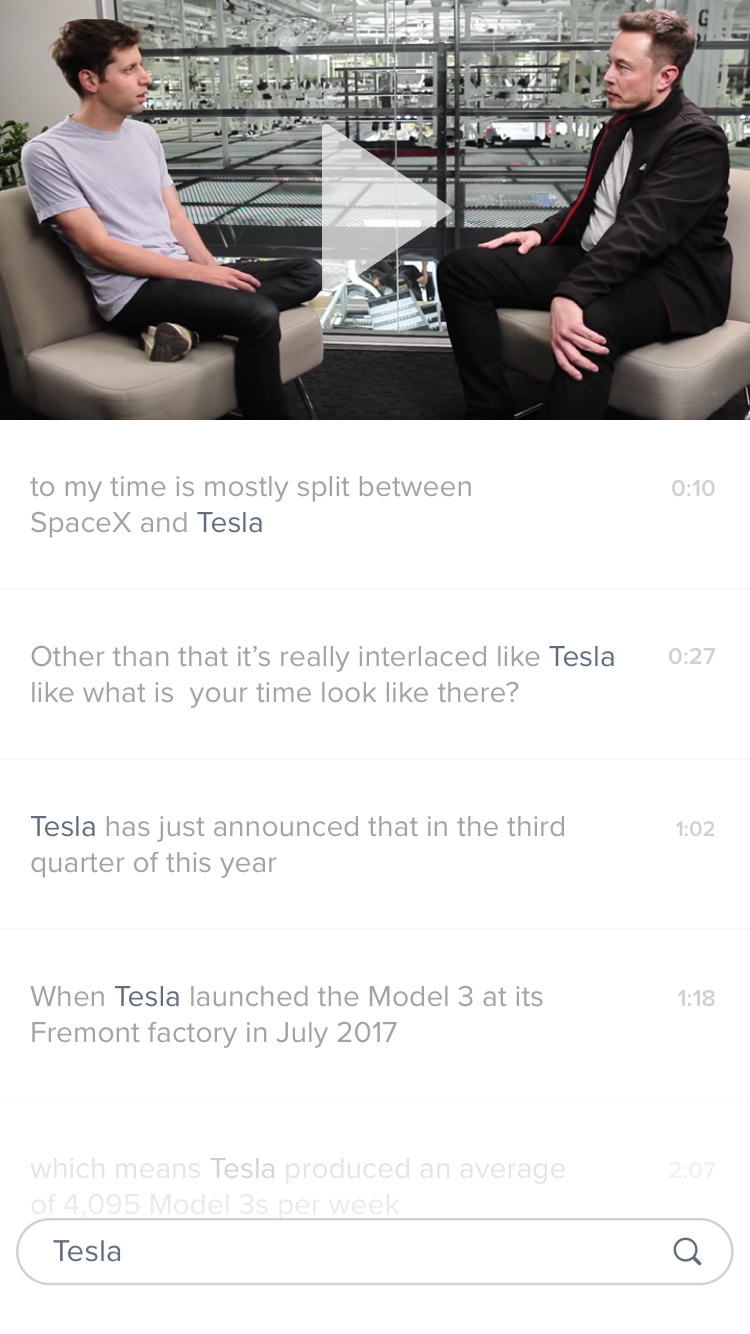 G
to my time is mostly split between
0:10
SpaceX and Tesla
Other than that it’s really interlaced like Tesla
0:27
like what is  your time look like there?
Tesla has just announced that in the third
1:02
quarter of this year
When Tesla launched the Model 3 at its
1:18
Fremont factory in July 2017
which means Tesla produced an average
2:07
of 4,095 Model 3s per week
Tesla